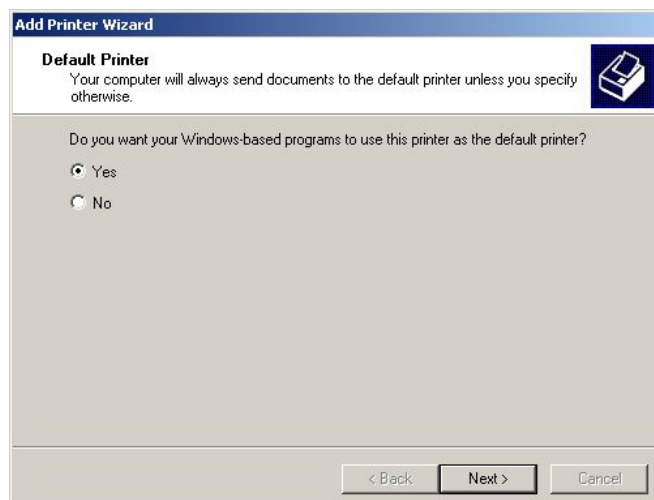 Add Printer Wizard
Default Printer
Your computer will always send documents to the default printer unless you specify
otherwise.
Do you want your Windows-based programs to use this printer as the default printer?
Yes
No
< Back
Next >
Cancel